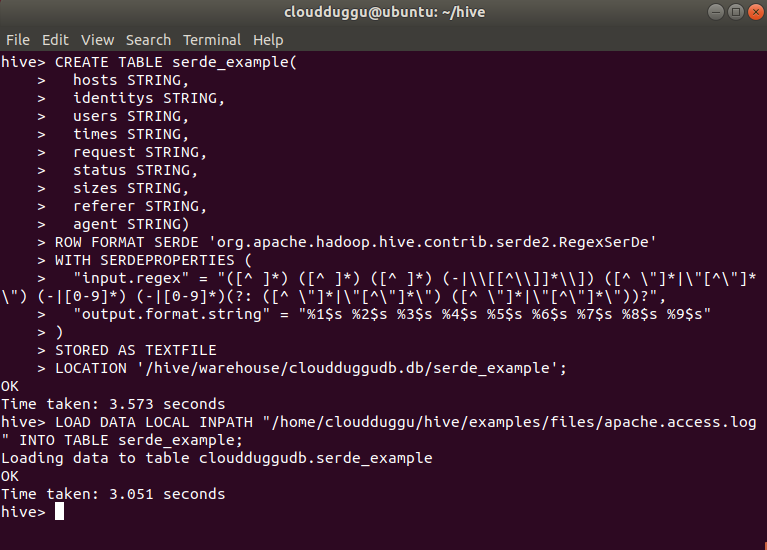 cloudduggu@ubuntu: ~/hive
File Edit View Search Terminal Help
hive> CREATE TABLE serde_example(
    >   hosts STRING,
    >   identitys STRING,
    >   users STRING,
    >   times STRING,
    >   request STRING,
    >   status STRING,
    >   sizes STRING,
    >   referer STRING,
    >   agent STRING)
    > ROW FORMAT SERDE 'org.apache.hadoop.hive.contrib.serde2.RegexSerDe'
    > WITH SERDEPROPERTIES (
    >   "input.regex" = "([^ ]*) ([^ ]*) ([^ ]*) (-|\\[[^\\]]*\\]) ([^ \"]*|\"[^\"]*
\") (-|[0-9]*) (-|[0-9]*)(?: ([^ \"]*|\"[^\"]*\") ([^ \"]*|\"[^\"]*\"))?",
    >   "output.format.string" = "%1$s %2$s %3$s %4$s %5$s %6$s %7$s %8$s %9$s"
    > )
    > STORED AS TEXTFILE
    > LOCATION '/hive/warehouse/cloudduggudb.db/serde_example';
OK
Time taken: 3.573 seconds
hive> LOAD DATA LOCAL INPATH "/home/cloudduggu/hive/examples/files/apache.access.log
" INTO TABLE serde_example;
Loading data to table cloudduggudb.serde_example
OK
Time taken: 3.051 seconds
hive>